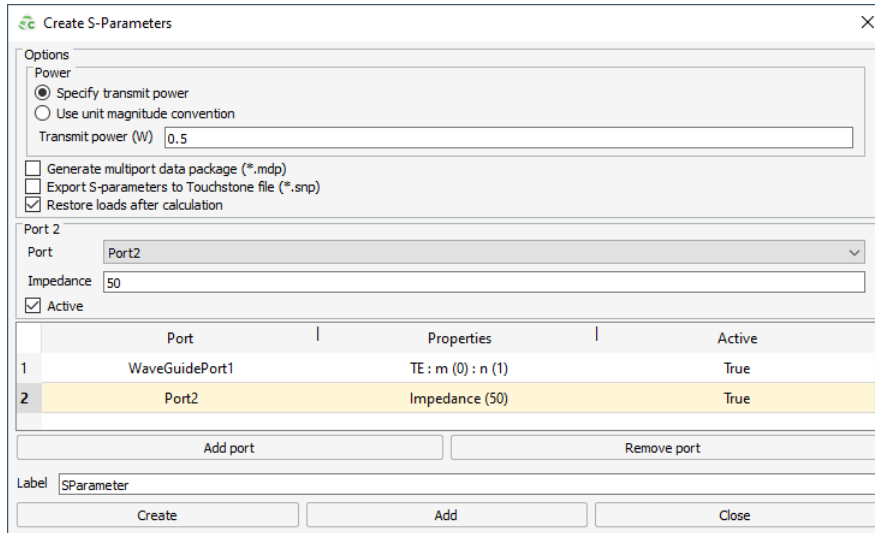 Create S-Parameters
Options
Power
Specify transmit power
Use unit magnitude convention
Transmit power (W) 0.5
Generate multiport data package (*.mdp)
Export S-parameters to Touchstone file (*.snp)
Restore loads after calculation
Port 2
Port Port2
Impedance 50
Active
Port Properties Active
1 WaveGuidePort1 TE : m (0) : n (1) True
2 Port2 Impedance (50) True
Add port Remove port
Label SParameter
Create Add Close